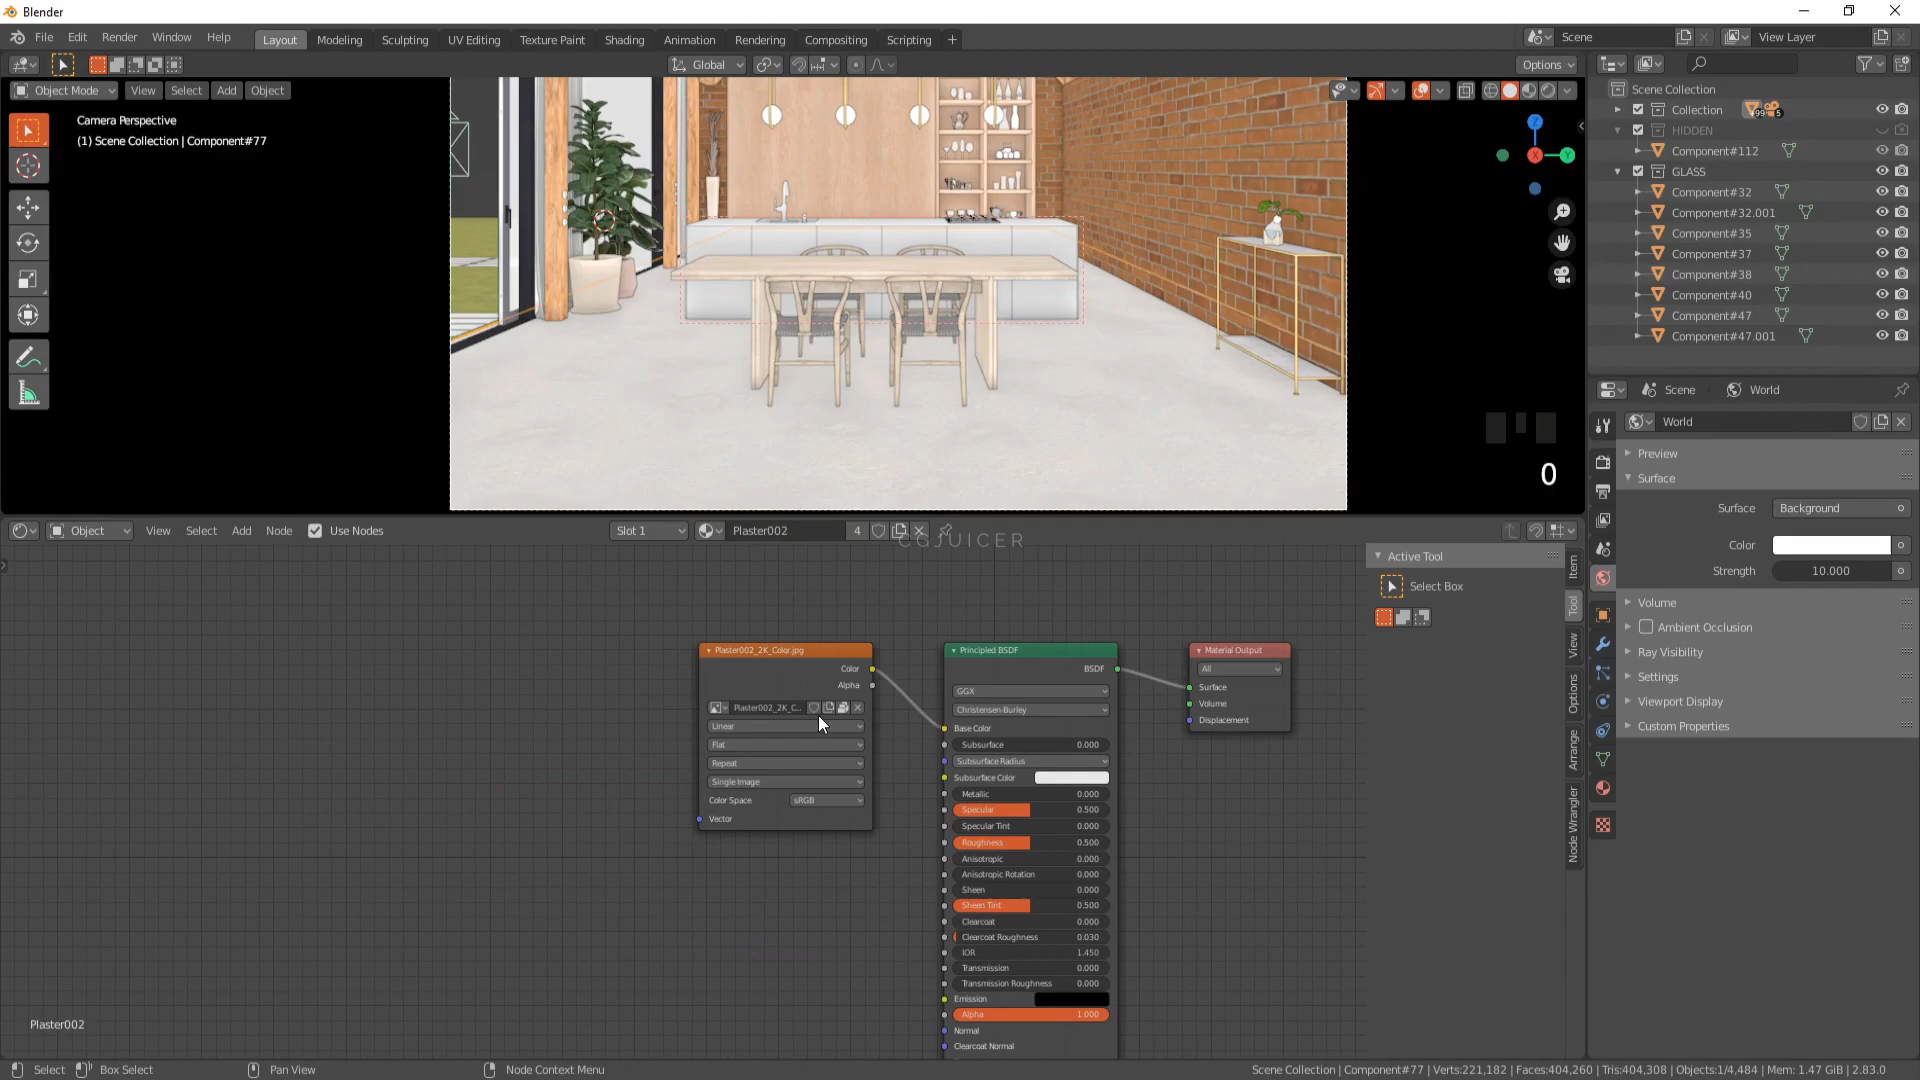 Blender
File Edit Render Window Help Layout Modeling Sculpting UV Editing Texture Paint Shading Animation Rendering Compositing Scripting + Scene View Layer
Global Options
Object Mode View Select Add Object
Camera Perspective
(1) Scene Collection | Component#77
Z
X
Y
0
Scene Collection
Collection
HIDDEN
Component#112
GLASS
Component#32
Component#32.001
Component#35
Component#37
Component#38
Component#40
Component#47
Component#47.001
Scene World
World
Preview
Surface
Surface Background
Color
Strength 10.000
Volume
Ambient Occlusion
Ray Visibility
Settings
Viewport Display
Custom Properties
Object View Select Add Node Use Nodes Slot 1 Plaster002 4
CGJUICER
Active Tool
Select Box
Item
Tool
View
Options
Arrange
Node Wrangler
Plaster002_2K_Color.jpg
Color
Alpha
Plaster002_2K_C...
Linear
Flat
Repeat
Single Image
Color Space sRGB
Vector
Principled BSDF
BSDF
GGX
Christensen-Burley
Base Color
Subsurface 0.000
Subsurface Radius
Subsurface Color
Metallic 0.000
Specular 0.500
Specular Tint 0.000
Roughness 0.500
Anisotropic 0.000
Anisotropic Rotation 0.000
Sheen 0.000
Sheen Tint 0.500
Clearcoat 0.000
Clearcoat Roughness 0.030
IOR 1.450
Transmission 0.000
Transmission Roughness 0.000
Emission
Alpha 1.000
Normal
Clearcoat Normal
Material Output
All
Surface
Volume
Displacement
Plaster002
Select Box Select Pan View Node Context Menu Scene Collection | Component#77 | Verts:221,182 | Faces:404,260 | Tris:404,308 | Objects:1/4,484 | Mem: 1.47 GiB | 2.83.0